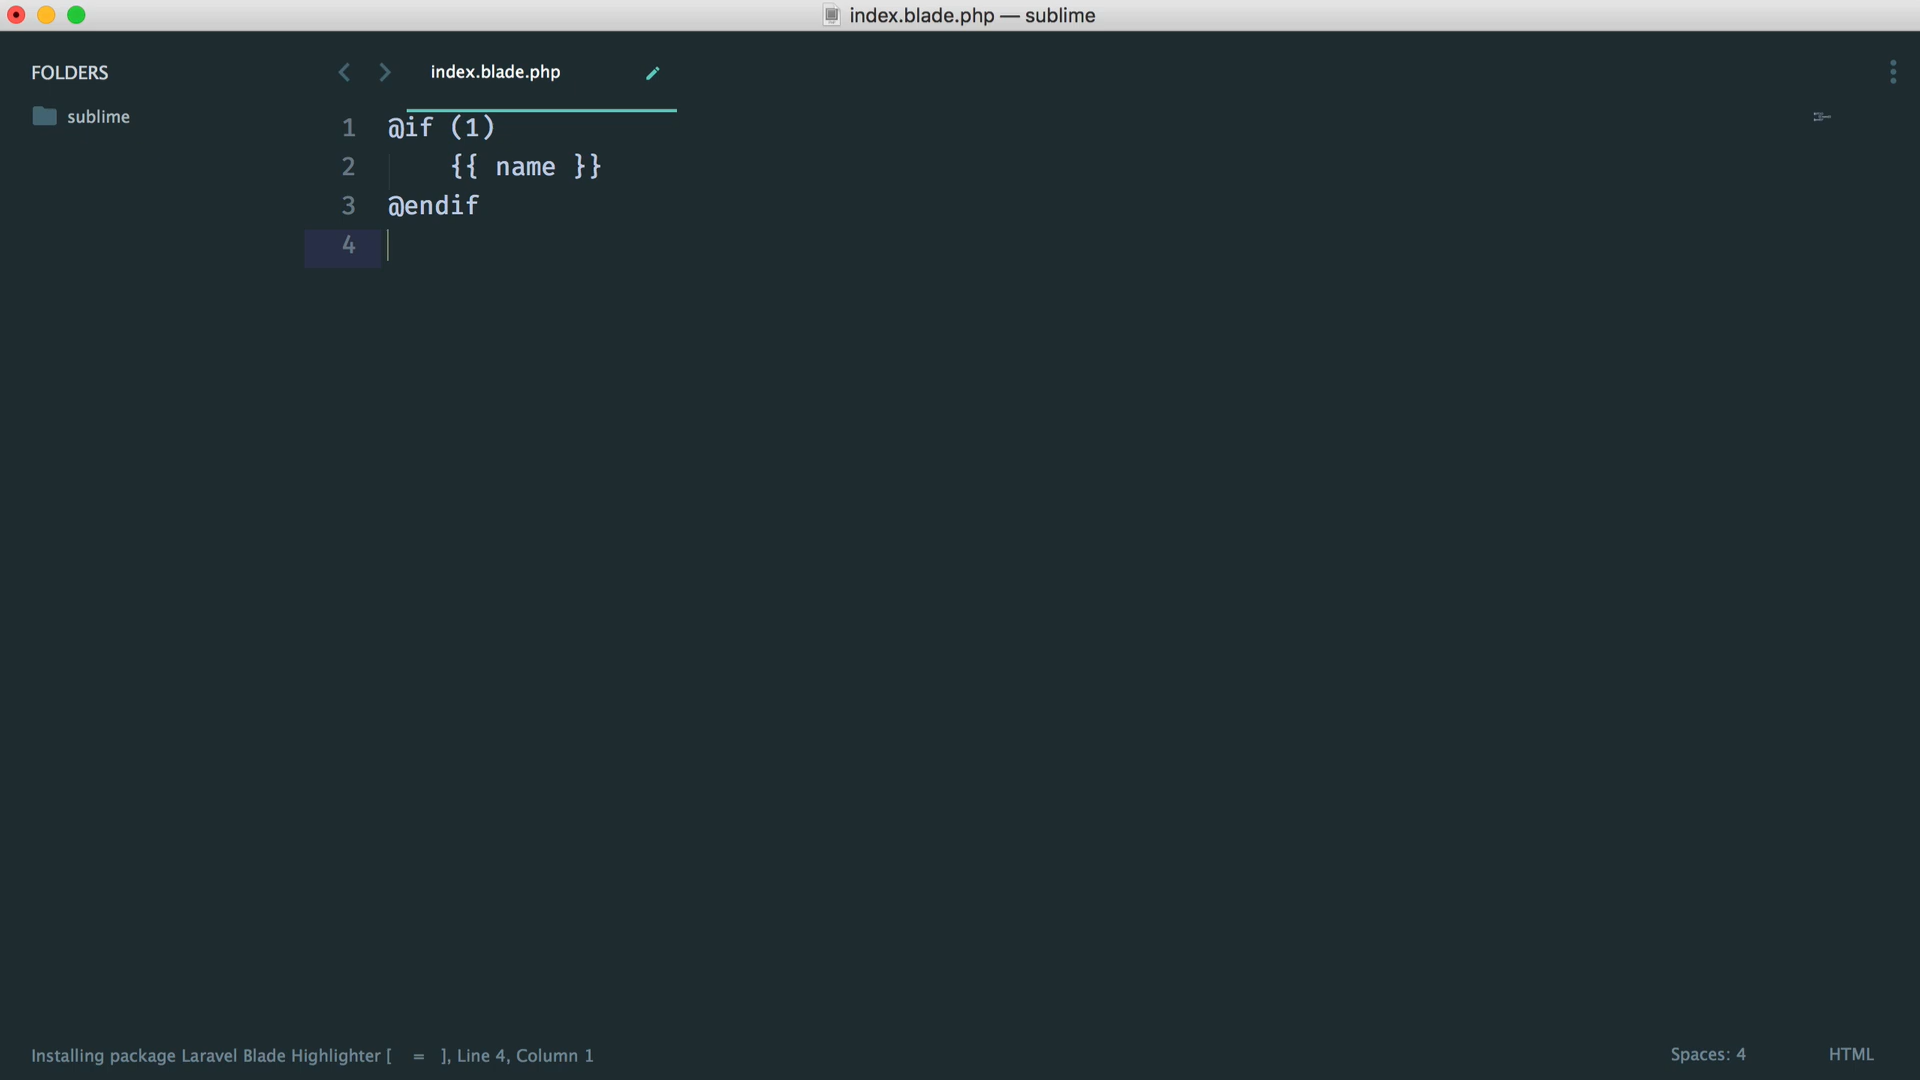 index.blade.php — sublime
FOLDERS
sublime
index.blade.php
1 @if (1)
2     {{ name }}
3 @endif
4
Installing package Laravel Blade Highlighter [   =  ], Line 4, Column 1
Spaces: 4
HTML